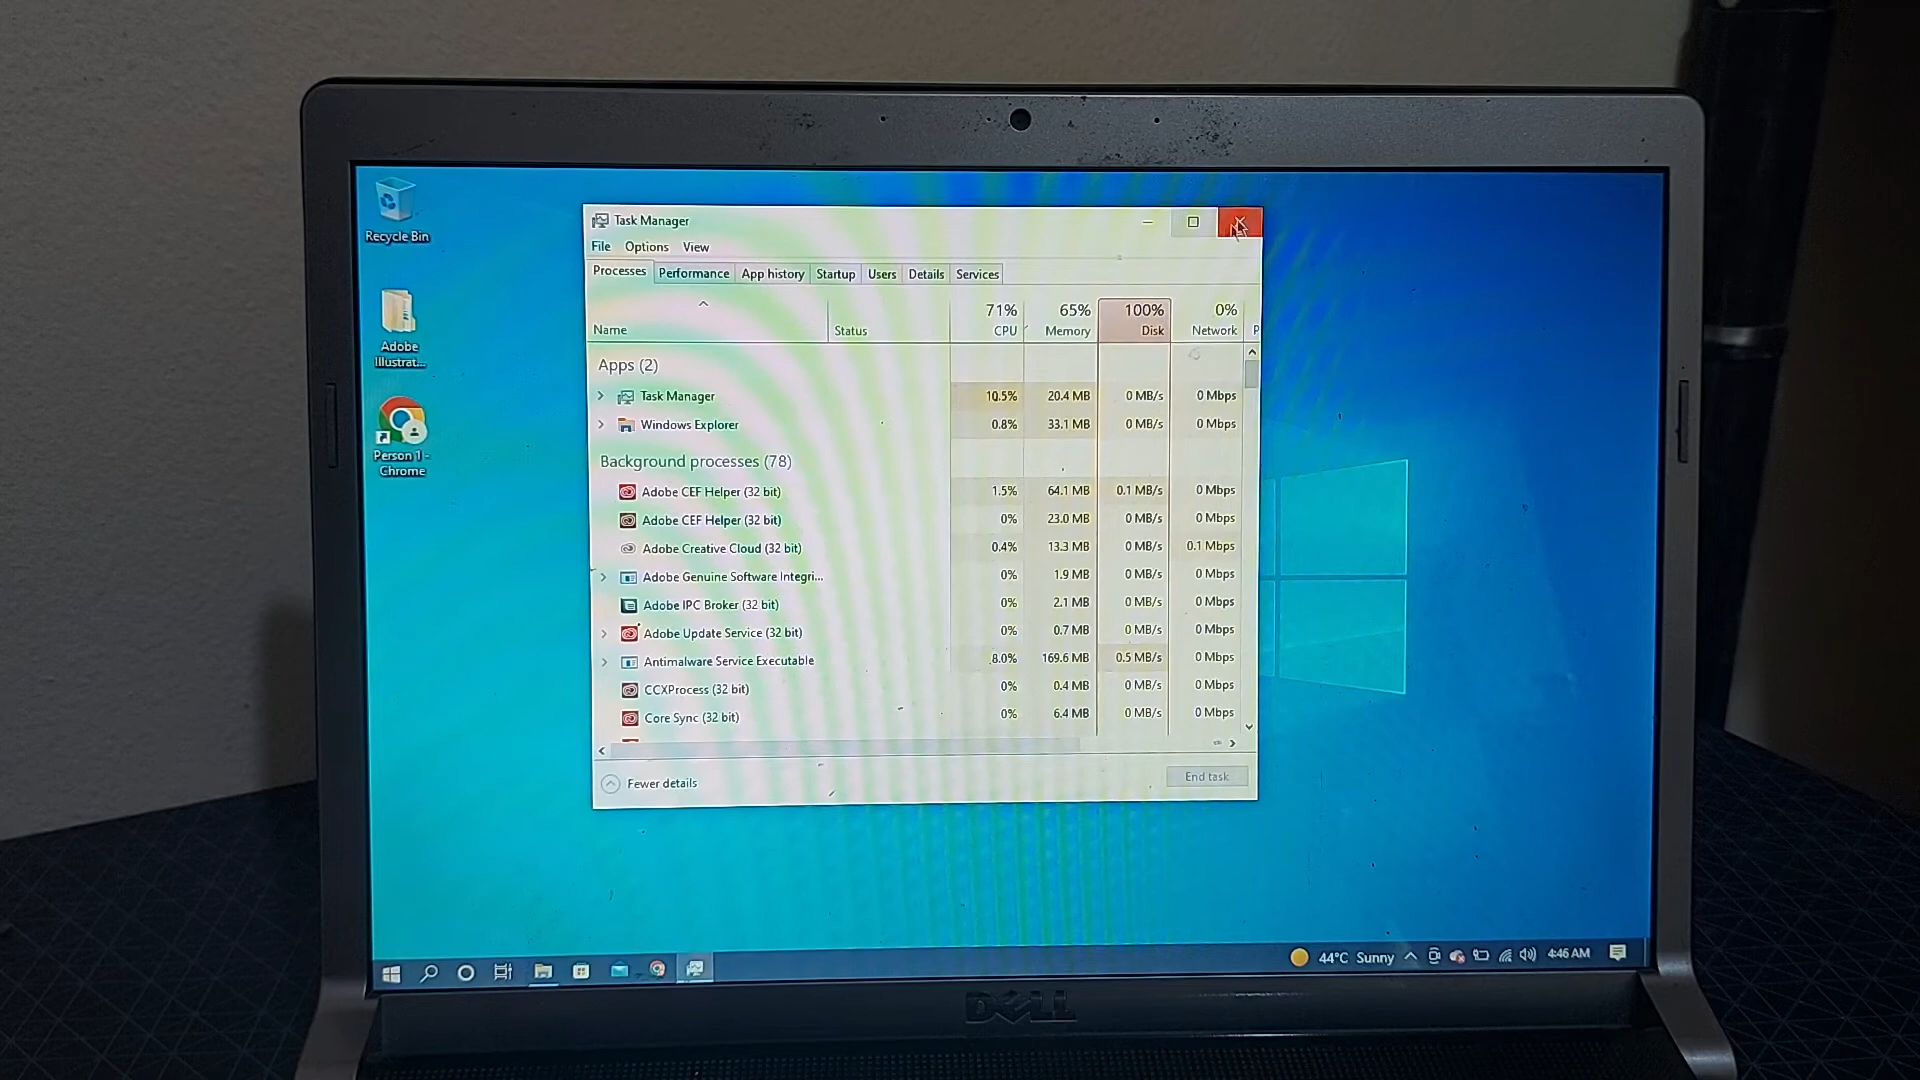 Recycle Bin
Adobe
Illustrat...
Person 1 -
Chrome
Task Manager
File Options View
Processes Performance App history Startup Users Details Services
71% 65% 100% 0%
Name Status CPU Memory Disk Network P
Apps (2)
Task Manager 10.5% 20.4 MB 0 MB/s 0 Mbps
Windows Explorer 0.8% 33.1 MB 0 MB/s 0 Mbps
Background processes (78)
Adobe CEF Helper (32 bit) 1.5% 64.1 MB 0.1 MB/s 0 Mbps
Adobe CEF Helper (32 bit) 0% 23.0 MB 0 MB/s 0 Mbps
Adobe Creative Cloud (32 bit) 0.4% 13.3 MB 0 MB/s 0.1 Mbps
Adobe Genuine Software Integri... 0% 1.9 MB 0 MB/s 0 Mbps
Adobe IPC Broker (32 bit) 0% 2.1 MB 0 MB/s 0 Mbps
Adobe Update Service (32 bit) 0% 0.7 MB 0 MB/s 0 Mbps
Antimalware Service Executable 8.0% 169.6 MB 0.5 MB/s 0 Mbps
CCXProcess (32 bit) 0% 0.4 MB 0 MB/s 0 Mbps
Core Sync (32 bit) 0% 6.4 MB 0 MB/s 0 Mbps
Fewer details End task
44°C Sunny 4:46 AM
DELL